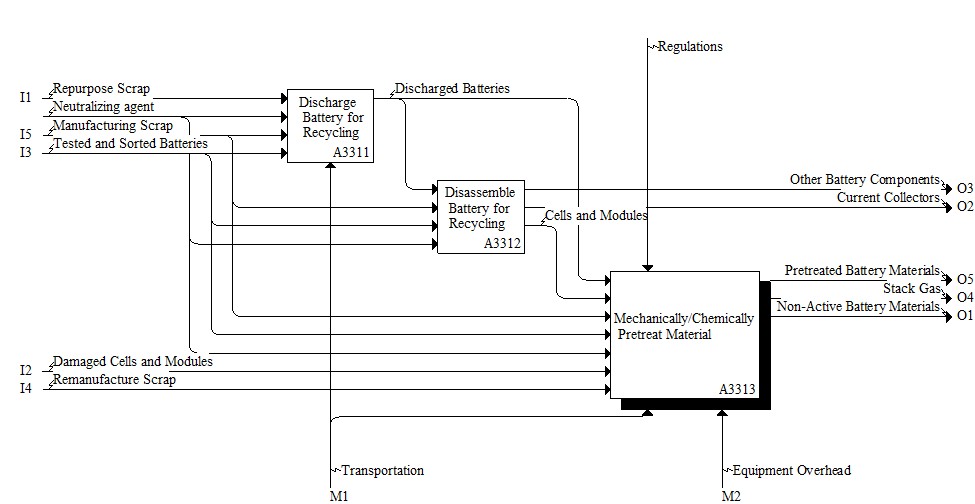 Regulations
I1 Repurpose Scrap
Neutralizing agent
I5 Manufacturing Scrap
I3 Tested and Sorted Batteries
Discharge
Battery for
Recycling
A3311
Discharged Batteries
Disassemble
Battery for
Recycling
A3312
Other Battery Components O3
Current Collectors O2
Cells and Modules
Pretreated Battery Materials O5
Stack Gas O4
Non-Active Battery Materials O1
Mechanically/Chemically
Pretreat Material
A3313
I2 Damaged Cells and Modules
I4 Remanufacture Scrap
Transportation
M1
Equipment Overhead
M2